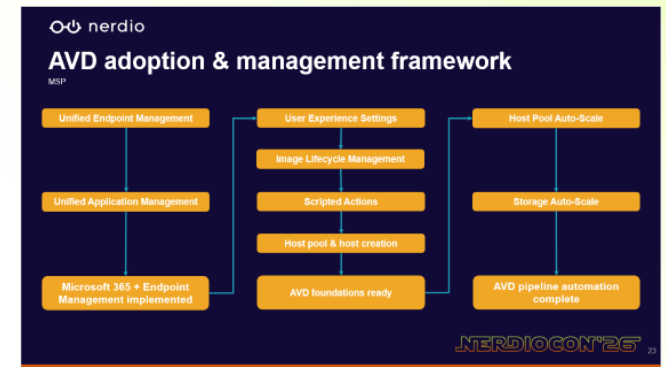 nerdio
AVD adoption & management framework
MSP
Unified Endpoint Management
Unified Application Management
Microsoft 365 + Endpoint
Management implemented
User Experience Settings
Image Lifecycle Management
Scripted Actions
Host pool & host creation
AVD foundations ready
Host Pool Auto-Scale
Storage Auto-Scale
AVD pipeline automation
complete
NERDIOCON'26
23